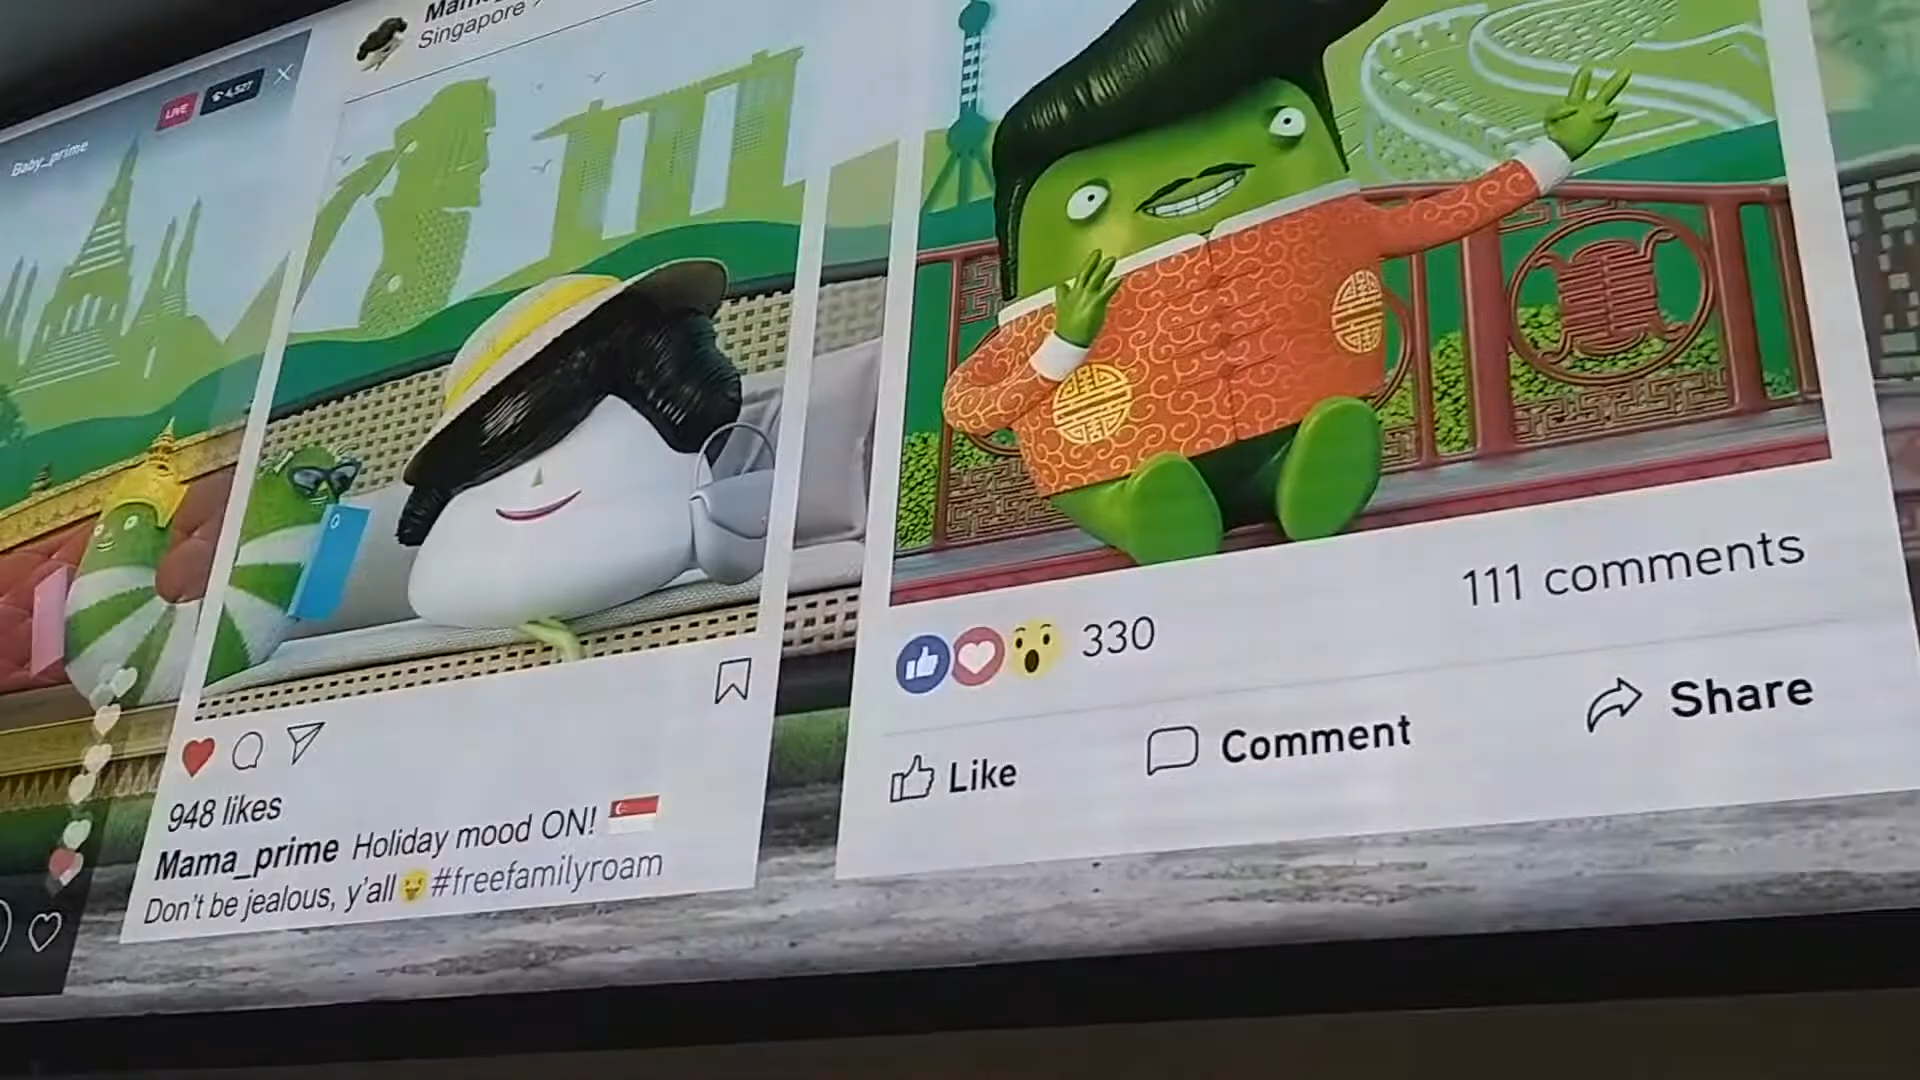 Baby_prime
LIVE
4,527
Singapore
948 likes
Mama_prime Holiday mood ON!
Don't be jealous, y'all #freefamilyroam
330
111 comments
Like
Comment
Share